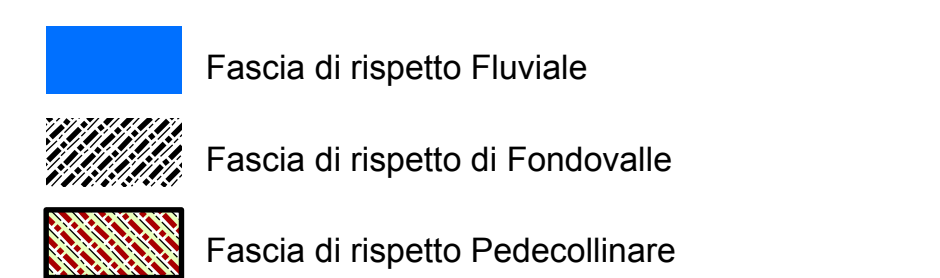 Fascia di rispetto Fluviale
Fascia di rispetto di Fondovalle
Fascia di rispetto Pedecollinare